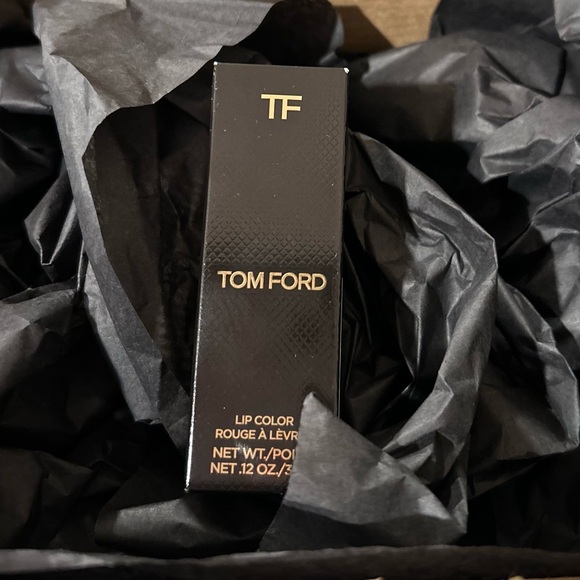 TF
TOM FORD
LIP COLOR
ROUGE À LÈVR
NET WT./POI
NET .12 OZ./3